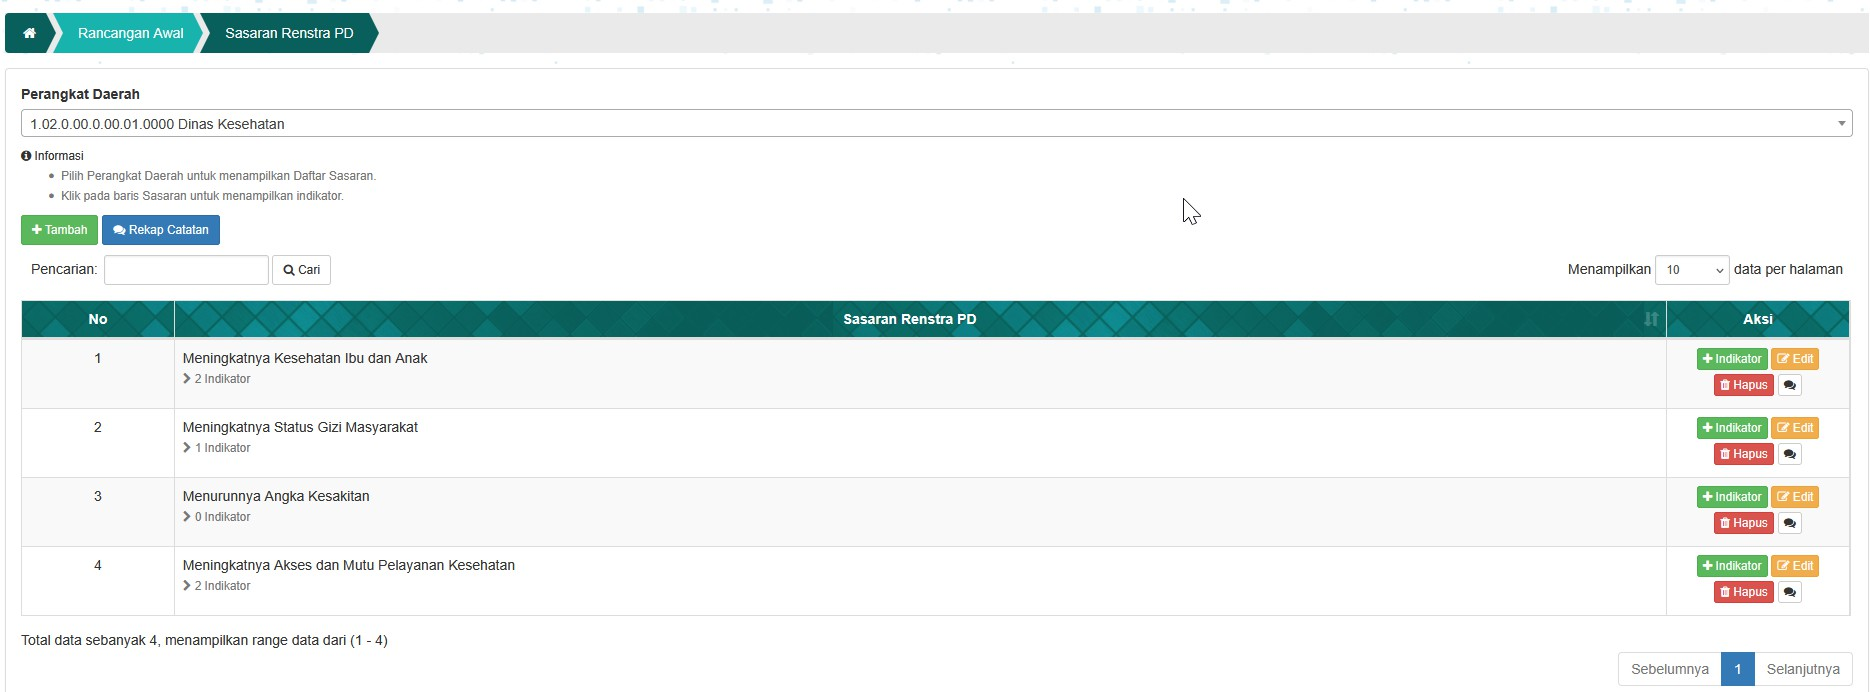 Rancangan Awal Sasaran Renstra PD
Perangkat Daerah
1.02.0.00.0.00.01.0000 Dinas Kesehatan
Informasi
Pilih Perangkat Daerah untuk menampilkan Daftar Sasaran.
Klik pada baris Sasaran untuk menampilkan indikator.
Tambah Rekap Catatan
Pencarian: Cari Menampilkan 10 data per halaman
No Sasaran Renstra PD Aksi
1 Meningkatnya Kesehatan Ibu dan Anak Indikator Edit
2 Indikator Hapus
2 Meningkatnya Status Gizi Masyarakat Indikator Edit
1 Indikator Hapus
3 Menurunnya Angka Kesakitan Indikator Edit
0 Indikator Hapus
4 Meningkatnya Akses dan Mutu Pelayanan Kesehatan Indikator Edit
2 Indikator Hapus
Total data sebanyak 4, menampilkan range data dari (1 - 4)
Sebelumnya 1 Selanjutnya